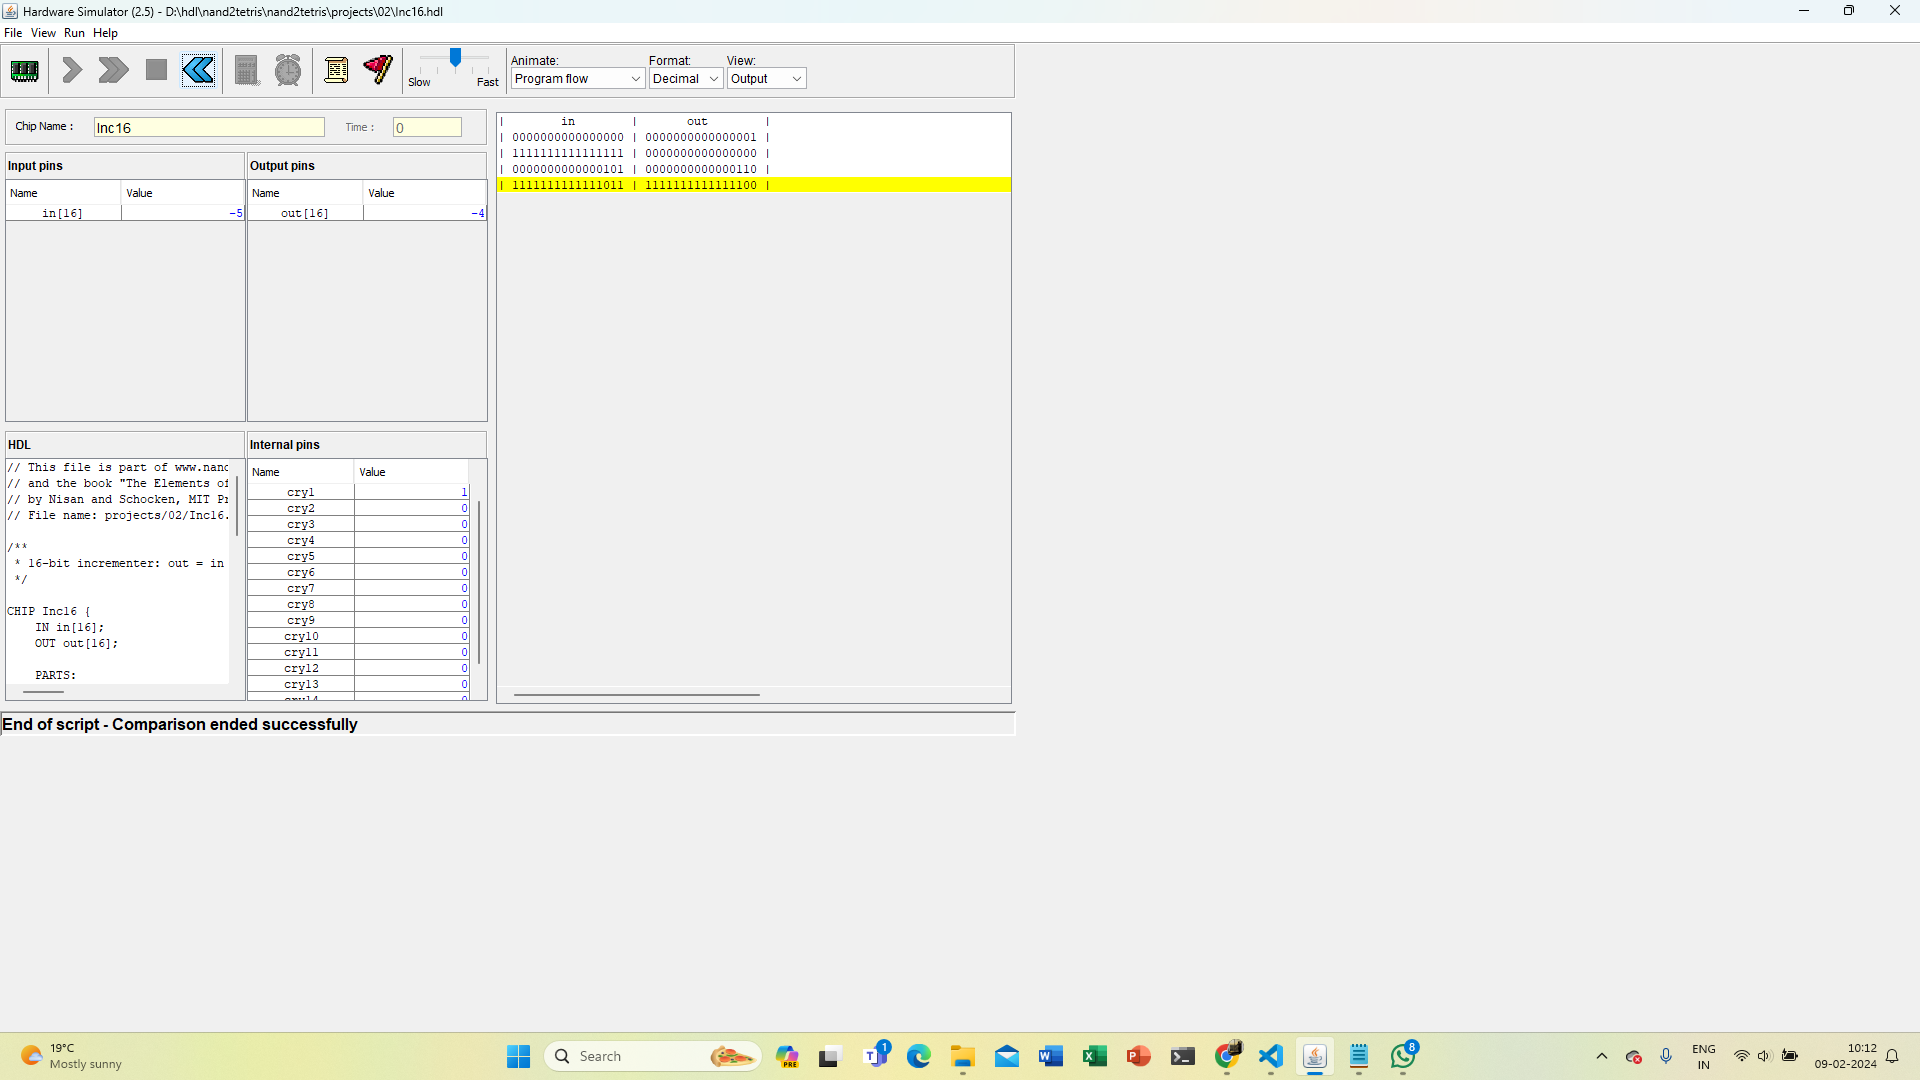 Hardware Simulator (2.5) - D:\hdl\nand2tetris\nand2tetris\projects\02\Inc16.hdl
File View Run Help
Slow Fast
Animate: Format: View:
Program flow Decimal Output
Chip Name : Inc16 Time : 0
Input pins
Name Value
in[16] -5
Output pins
Name Value
out[16] -4
HDL
// This file is part of www.nand
// and the book "The Elements of
// by Nisan and Schocken, MIT Pr
// File name: projects/02/Inc16.
/**
* 16-bit incrementer: out = in
*/
CHIP Inc16 {
IN in[16];
OUT out[16];
PARTS:
Internal pins
Name Value
cry1 1
cry2 0
cry3 0
cry4 0
cry5 0
cry6 0
cry7 0
cry8 0
cry9 0
cry10 0
cry11 0
cry12 0
cry13 0
cry14 0
| in | out |
| 0000000000000000 | 0000000000000001 |
| 1111111111111111 | 0000000000000000 |
| 0000000000000101 | 0000000000000110 |
| 1111111111111011 | 1111111111111100 |
End of script - Comparison ended successfully
19°C
Mostly sunny
Search
PRE
1
8
ENG
IN
10:12
09-02-2024